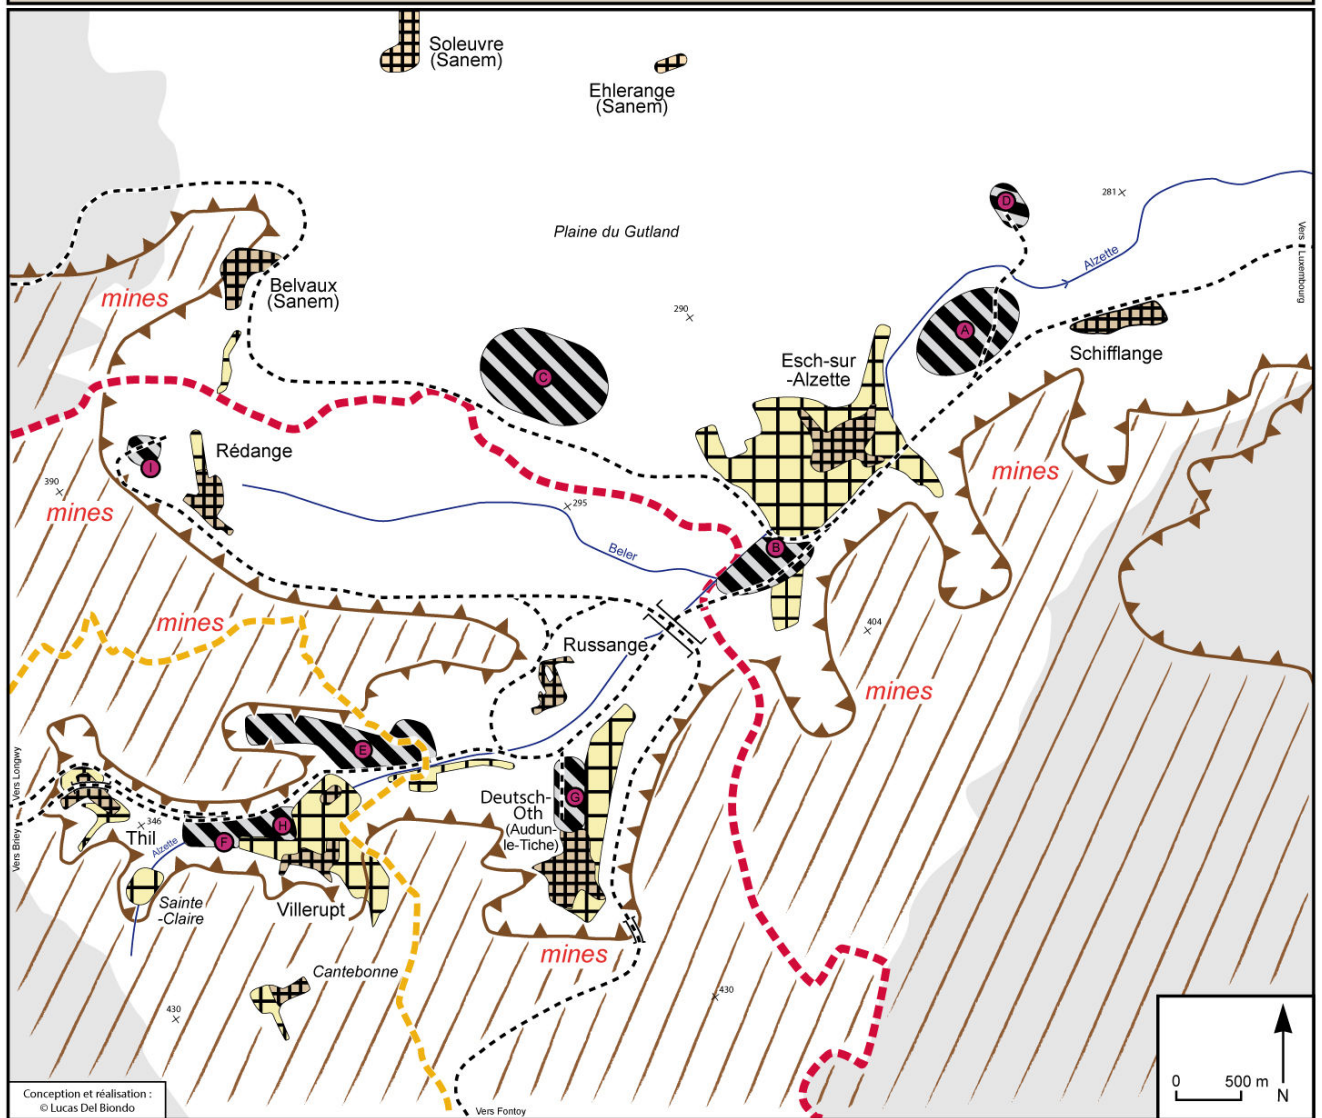 Soleuvre
(Sanem)
Ehlerange
(Sanem)
D
281
Plaine du Gutland
Alzette
Vers Luxembourg
Belvaux
(Sanem)
mines
290
A
Schifflange
Esch-sur
-Alzette
C
Rédange
I
390
mines
mines
295
B
Beler
mines
404
Russange
mines
E
Vers Longwy
Deutsch-
Oth
(Audun-
le-Tiche)
G
346
Thil
H
F
Alzette
Vers Briey
Sainte
-Claire
Villerupt
mines
Cantebonne
430
430
0
500 m
N
Conception et réalisation :
© Lucas Del Biondo
Vers Fontoy